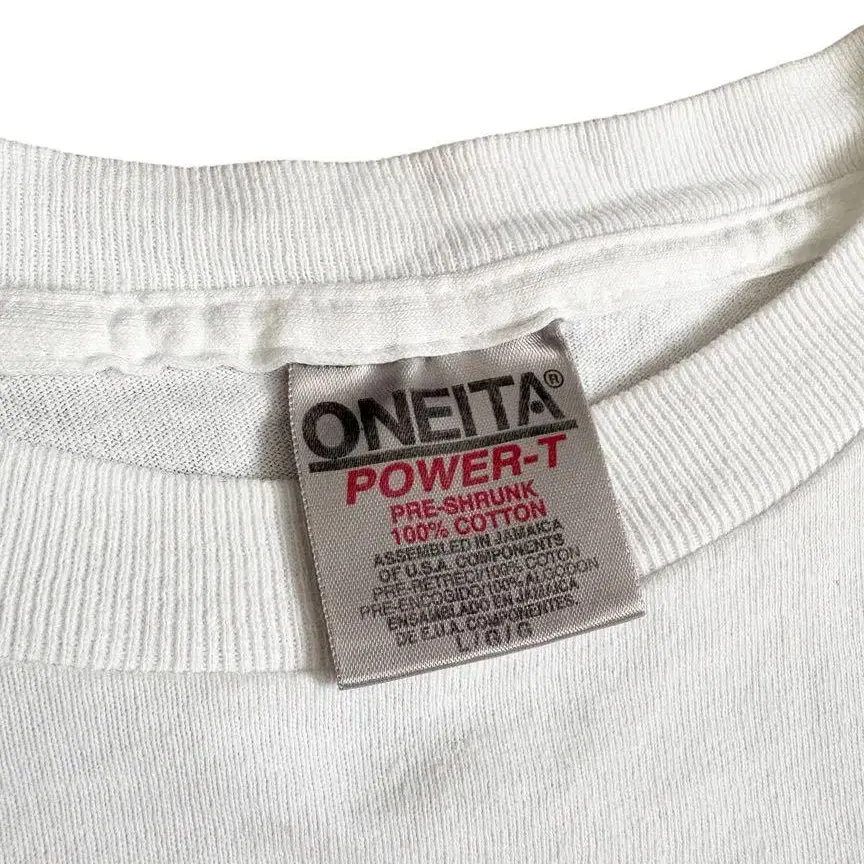 ONEITA®
POWER-T
PRE-SHRUNK
100% COTTON
ASSEMBLED IN JAMAICA
OF U.S.A. COMPONENTS
PRE-RETRECI/100% COTON
PRE-ENCOGIDO/100% ALGODON
ENSAMBLADO EN JAMAICA
DE E.U.A. COMPONENTES.
L/G/G